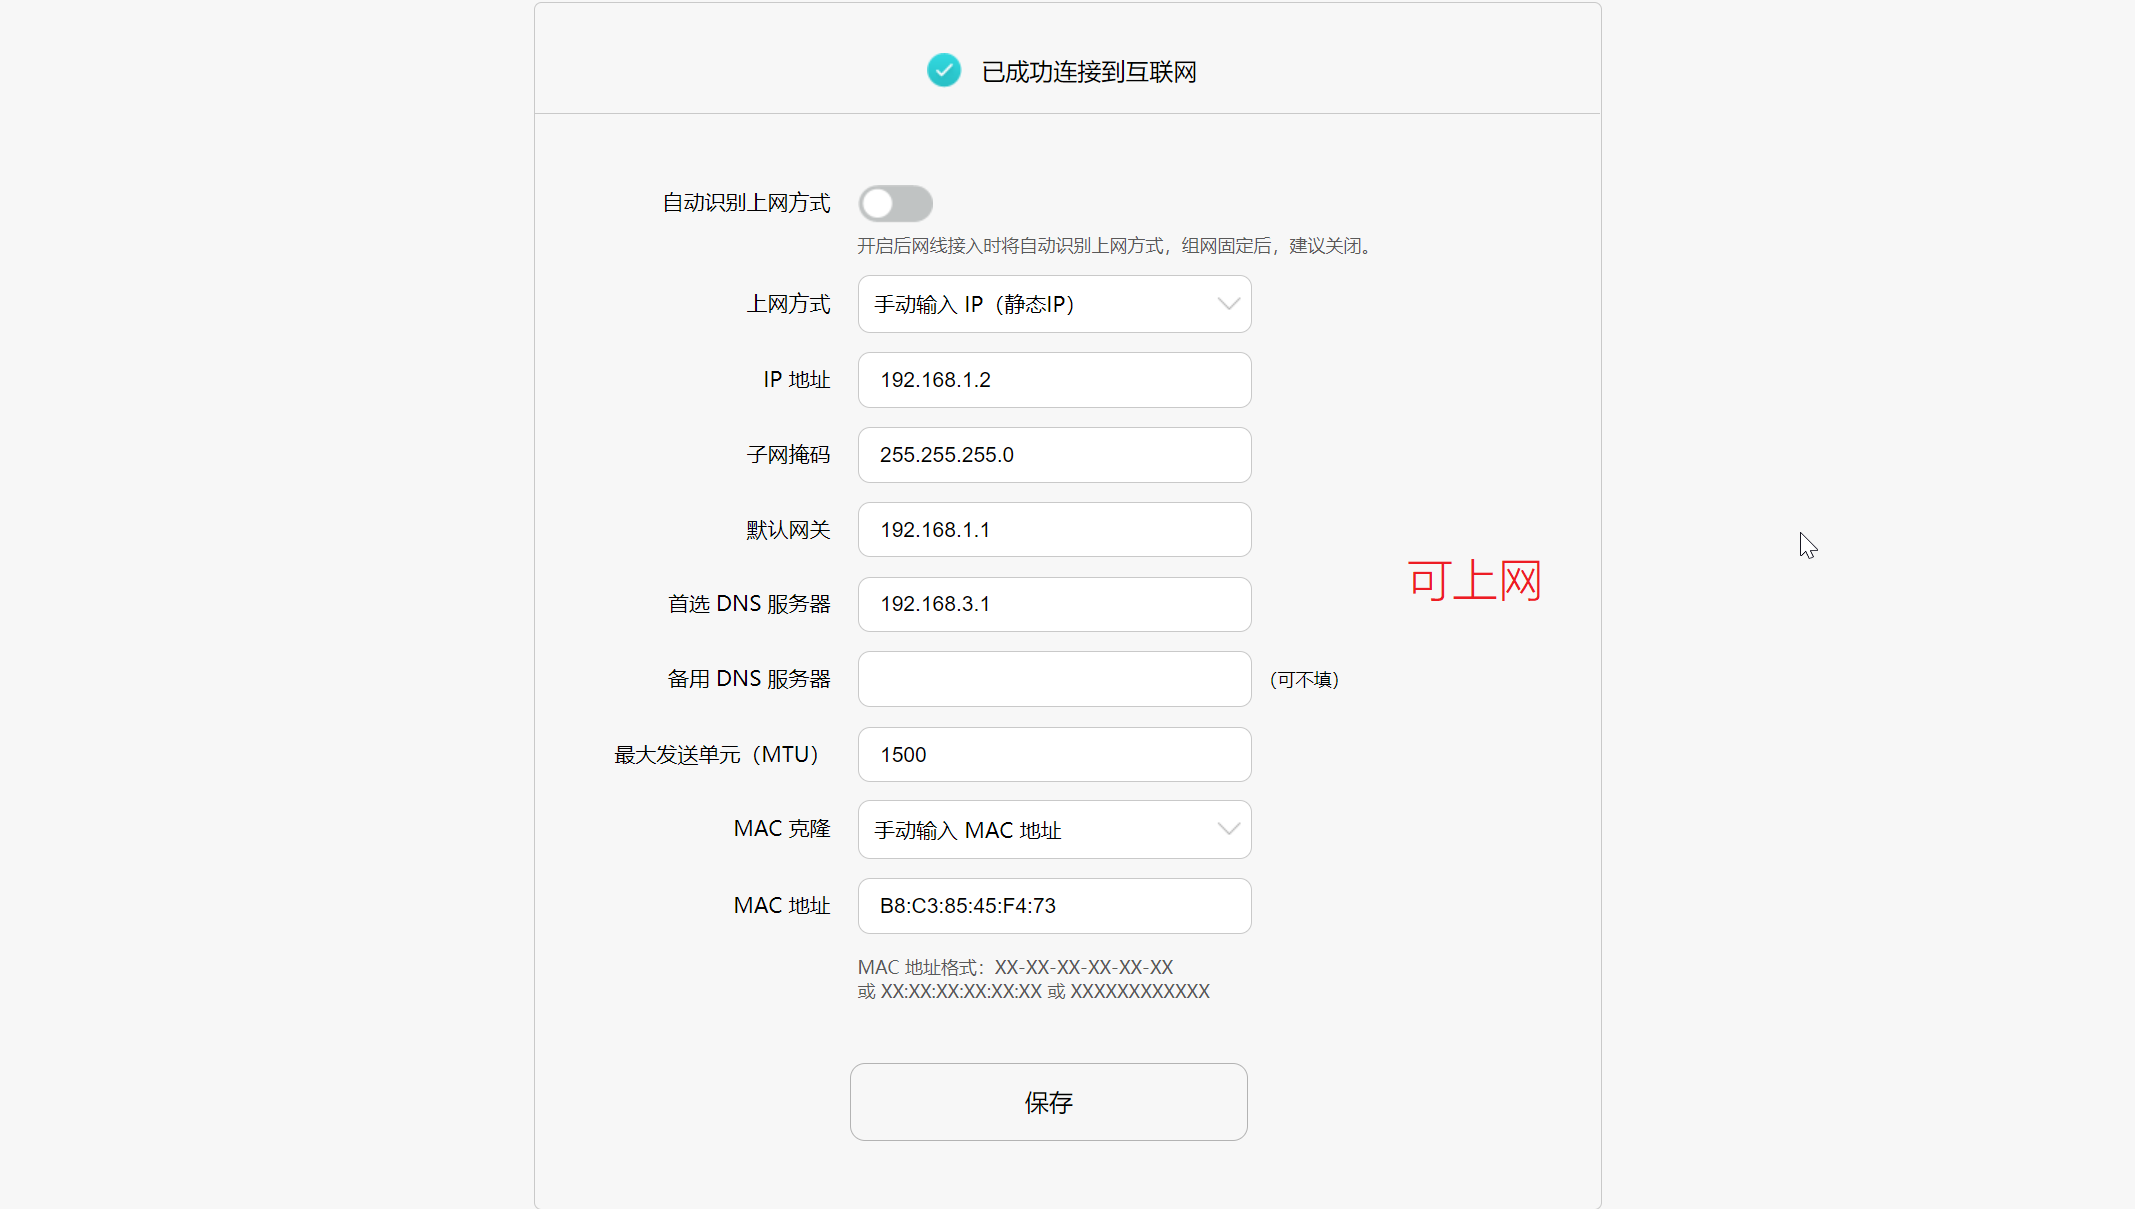 已成功连接到互联网
自动识别上网方式
开启后网线接入时将自动识别上网方式，组网固定后，建议关闭。
上网方式 手动输入 IP（静态IP）
IP 地址 192.168.1.2
子网掩码 255.255.255.0
默认网关 192.168.1.1
可上网
首选 DNS 服务器 192.168.3.1
备用 DNS 服务器 (可不填)
最大发送单元（MTU） 1500
MAC 克隆 手动输入 MAC 地址
MAC 地址 B8:C3:85:45:F4:73
MAC 地址格式：XX-XX-XX-XX-XX-XX
或 XX:XX:XX:XX:XX:XX 或 XXXXXXXXXXXX
保存